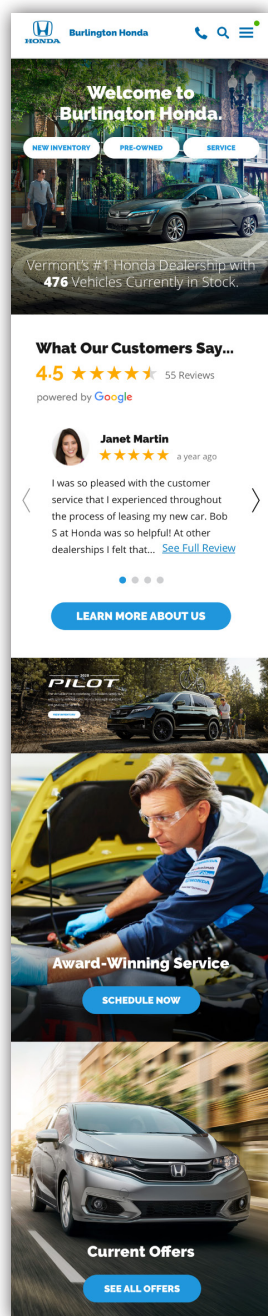 HONDA
Burlington Honda
Welcome to
Burlington Honda.
NEW INVENTORY
PRE-OWNED
SERVICE
Vermont's #1 Honda Dealership with
476 Vehicles Currently in Stock.
What Our Customers Say...
4.5 55 Reviews
powered by Google
Janet Martin
a year ago
I was so pleased with the customer
service that I experienced throughout
the process of leasing my new car. Bob
S at Honda was so helpful! At other
dealerships I felt that... See Full Review
LEARN MORE ABOUT US
PILOT
HONDA
Award-Winning Service
SCHEDULE NOW
Current Offers
SEE ALL OFFERS